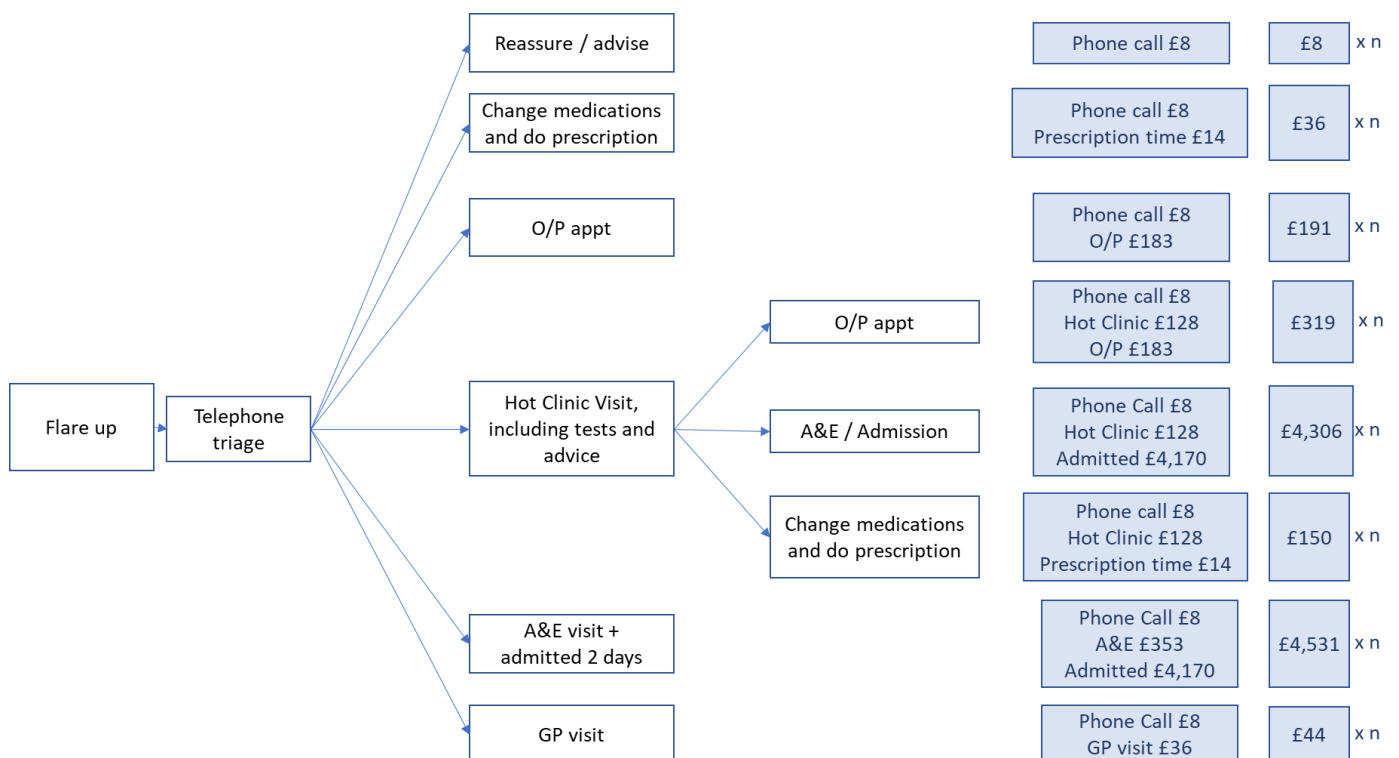 Reassure / advise
Phone call £8
£8
x n
Change medications
and do prescription
Phone call £8
Prescription time £14
£36
x n
O/P appt
Phone call £8
O/P £183
£191
x n
O/P appt
Phone call £8
Hot Clinic £128
O/P £183
£319
x n
Flare up
Telephone
triage
Hot Clinic Visit,
including tests and
advice
A&E / Admission
Phone Call £8
Hot Clinic £128
Admitted £4,170
£4,306
x n
Change medications
and do prescription
Phone call £8
Hot Clinic £128
Prescription time £14
£150
x n
A&E visit +
admitted 2 days
Phone Call £8
A&E £353
Admitted £4,170
£4,531
x n
GP visit
Phone Call £8
GP visit £36
£44
x n